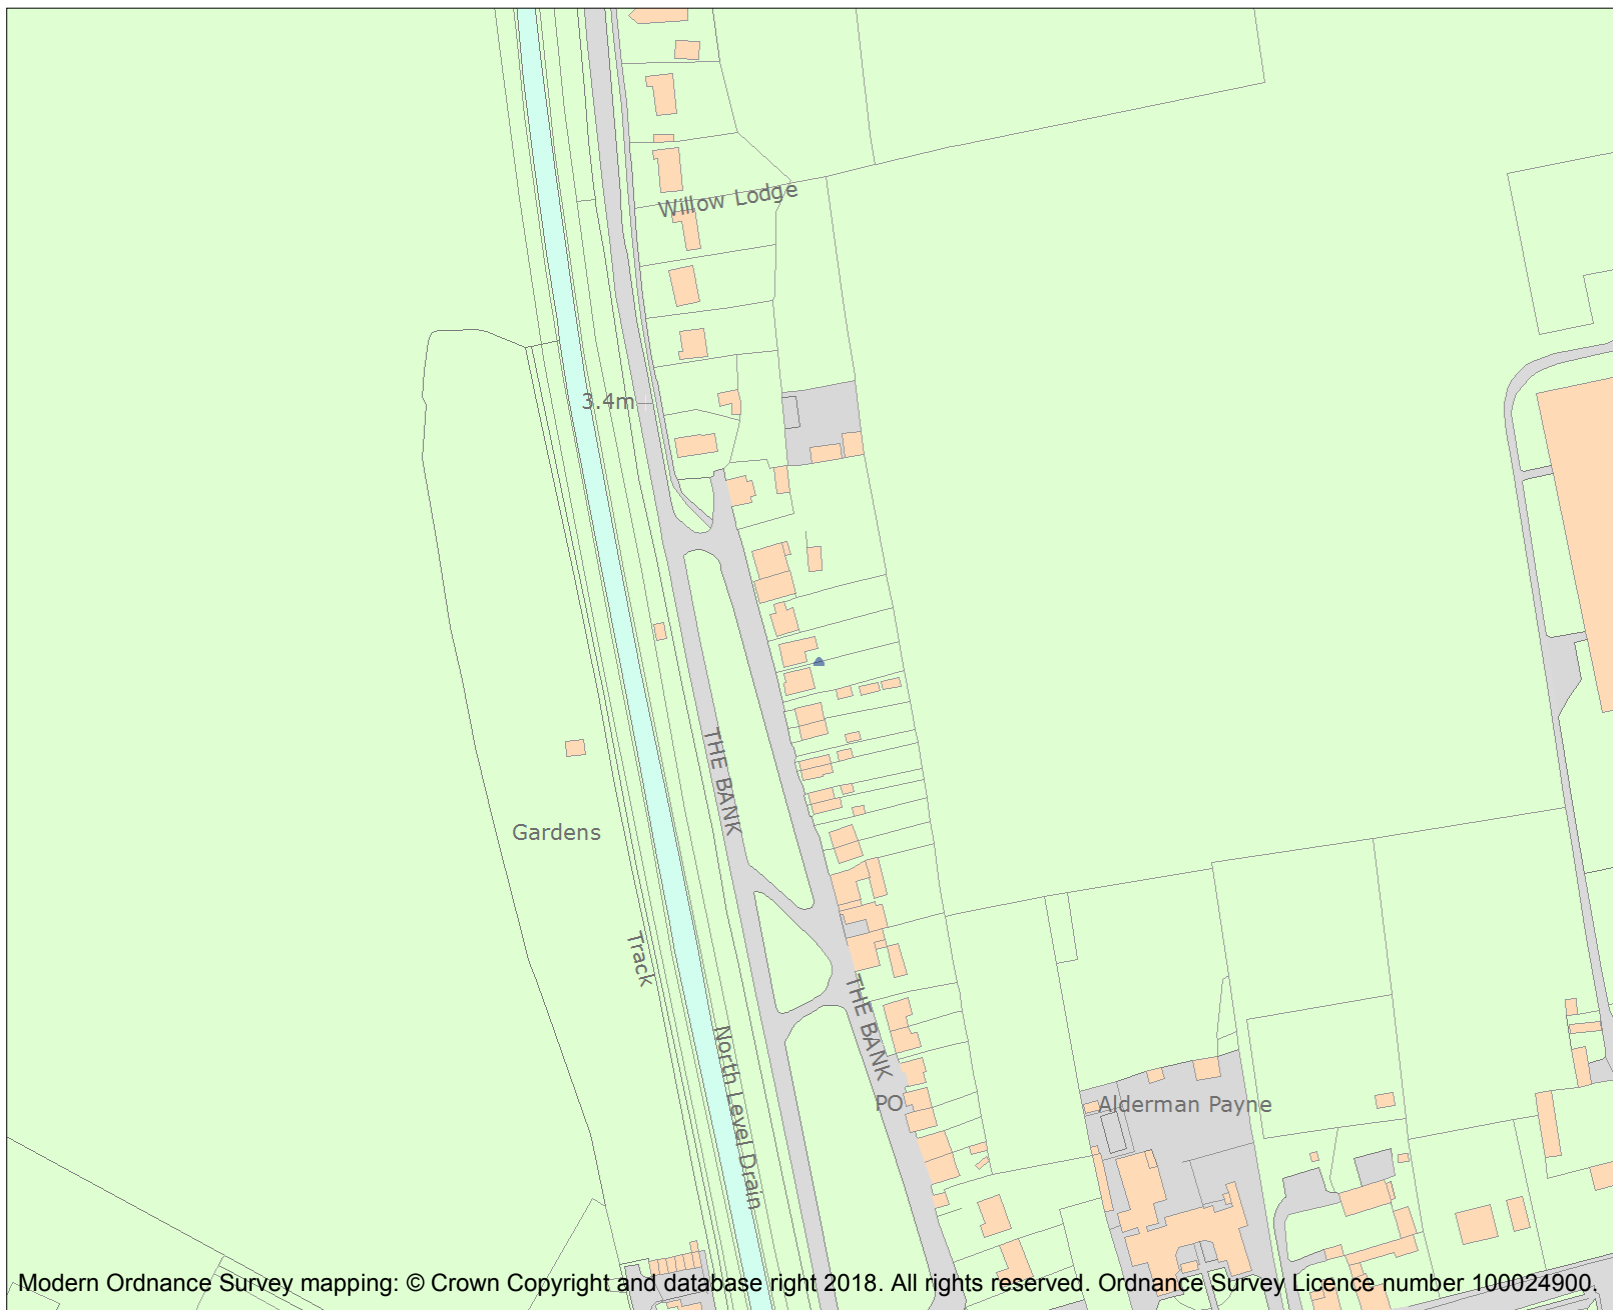 Willow Lodge
3.4m
THE BANK
Gardens
Track
THE BANK
North Level Drain
PO
Alderman Payne
Modern Ordnance Survey mapping: © Crown Copyright and database right 2018. All rights reserved. Ordnance Survey Licence number 100024900.